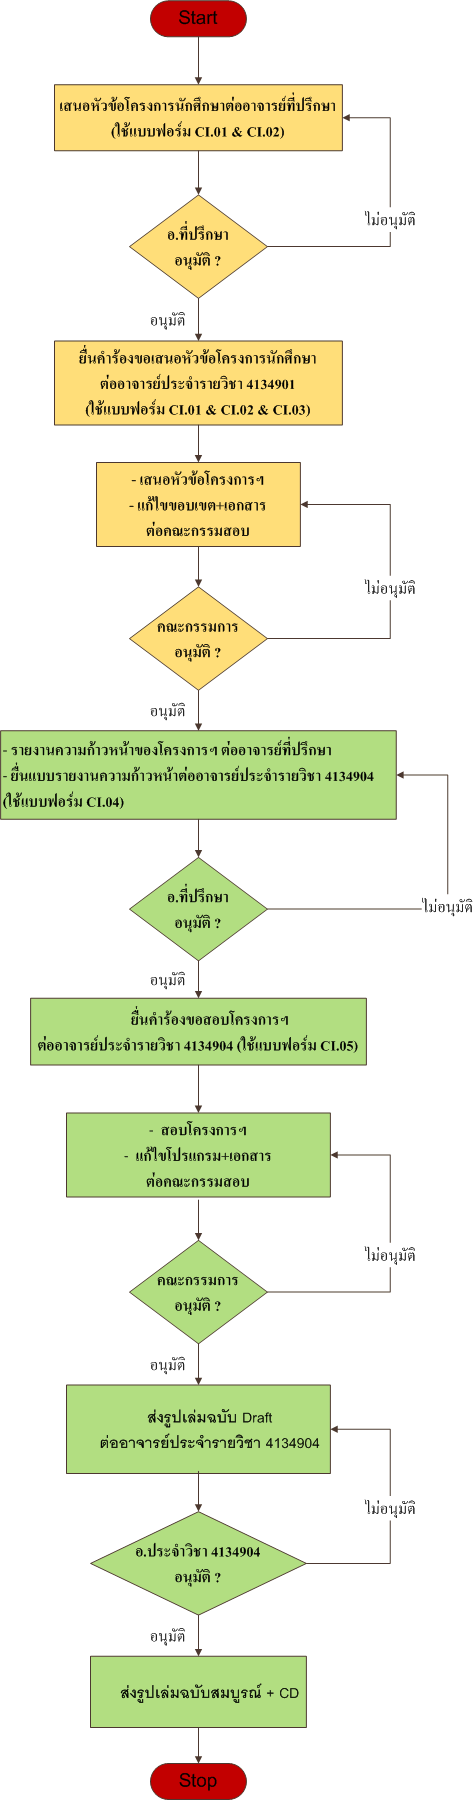 Start
เสนอหัวข้อโครงการนักศึกษาต่ออาจารย์ที่ปรึกษา
(ใช้แบบฟอร์ม CI.01 & CI.02)
ไม่อนุมัติ
อ.ที่ปรึกษา
อนุมัติ ?
อนุมัติ
ยื่นคำร้องขอเสนอหัวข้อโครงการนักศึกษา
ต่ออาจารย์ประจำรายวิชา 4134901
(ใช้แบบฟอร์ม CI.01 & CI.02 & CI.03)
- เสนอหัวข้อโครงการฯ
- แก้ไขขอบเขต+เอกสาร
ต่อคณะกรรมสอบ
ไม่อนุมัติ
คณะกรรมการ
อนุมัติ ?
อนุมัติ
- รายงานความก้าวหน้าของโครงการฯ ต่ออาจารย์ที่ปรึกษา
- ยื่นแบบรายงานความก้าวหน้าต่ออาจารย์ประจำรายวิชา 4134904
(ใช้แบบฟอร์ม CI.04)
อ.ที่ปรึกษา
อนุมัติ ?
ไม่อนุมัติ
อนุมัติ
ยื่นคำร้องขอสอบโครงการฯ
ต่ออาจารย์ประจำรายวิชา 4134904 (ใช้แบบฟอร์ม CI.05)
- สอบโครงการฯ
- แก้ไขโปรแกรม+เอกสาร
ต่อคณะกรรมสอบ
ไม่อนุมัติ
คณะกรรมการ
อนุมัติ ?
อนุมัติ
ส่งรูปเล่มฉบับ Draft
ต่ออาจารย์ประจำรายวิชา 4134904
ไม่อนุมัติ
อ.ประจำวิชา 4134904
อนุมัติ ?
อนุมัติ
ส่งรูปเล่มฉบับสมบูรณ์ + CD
Stop